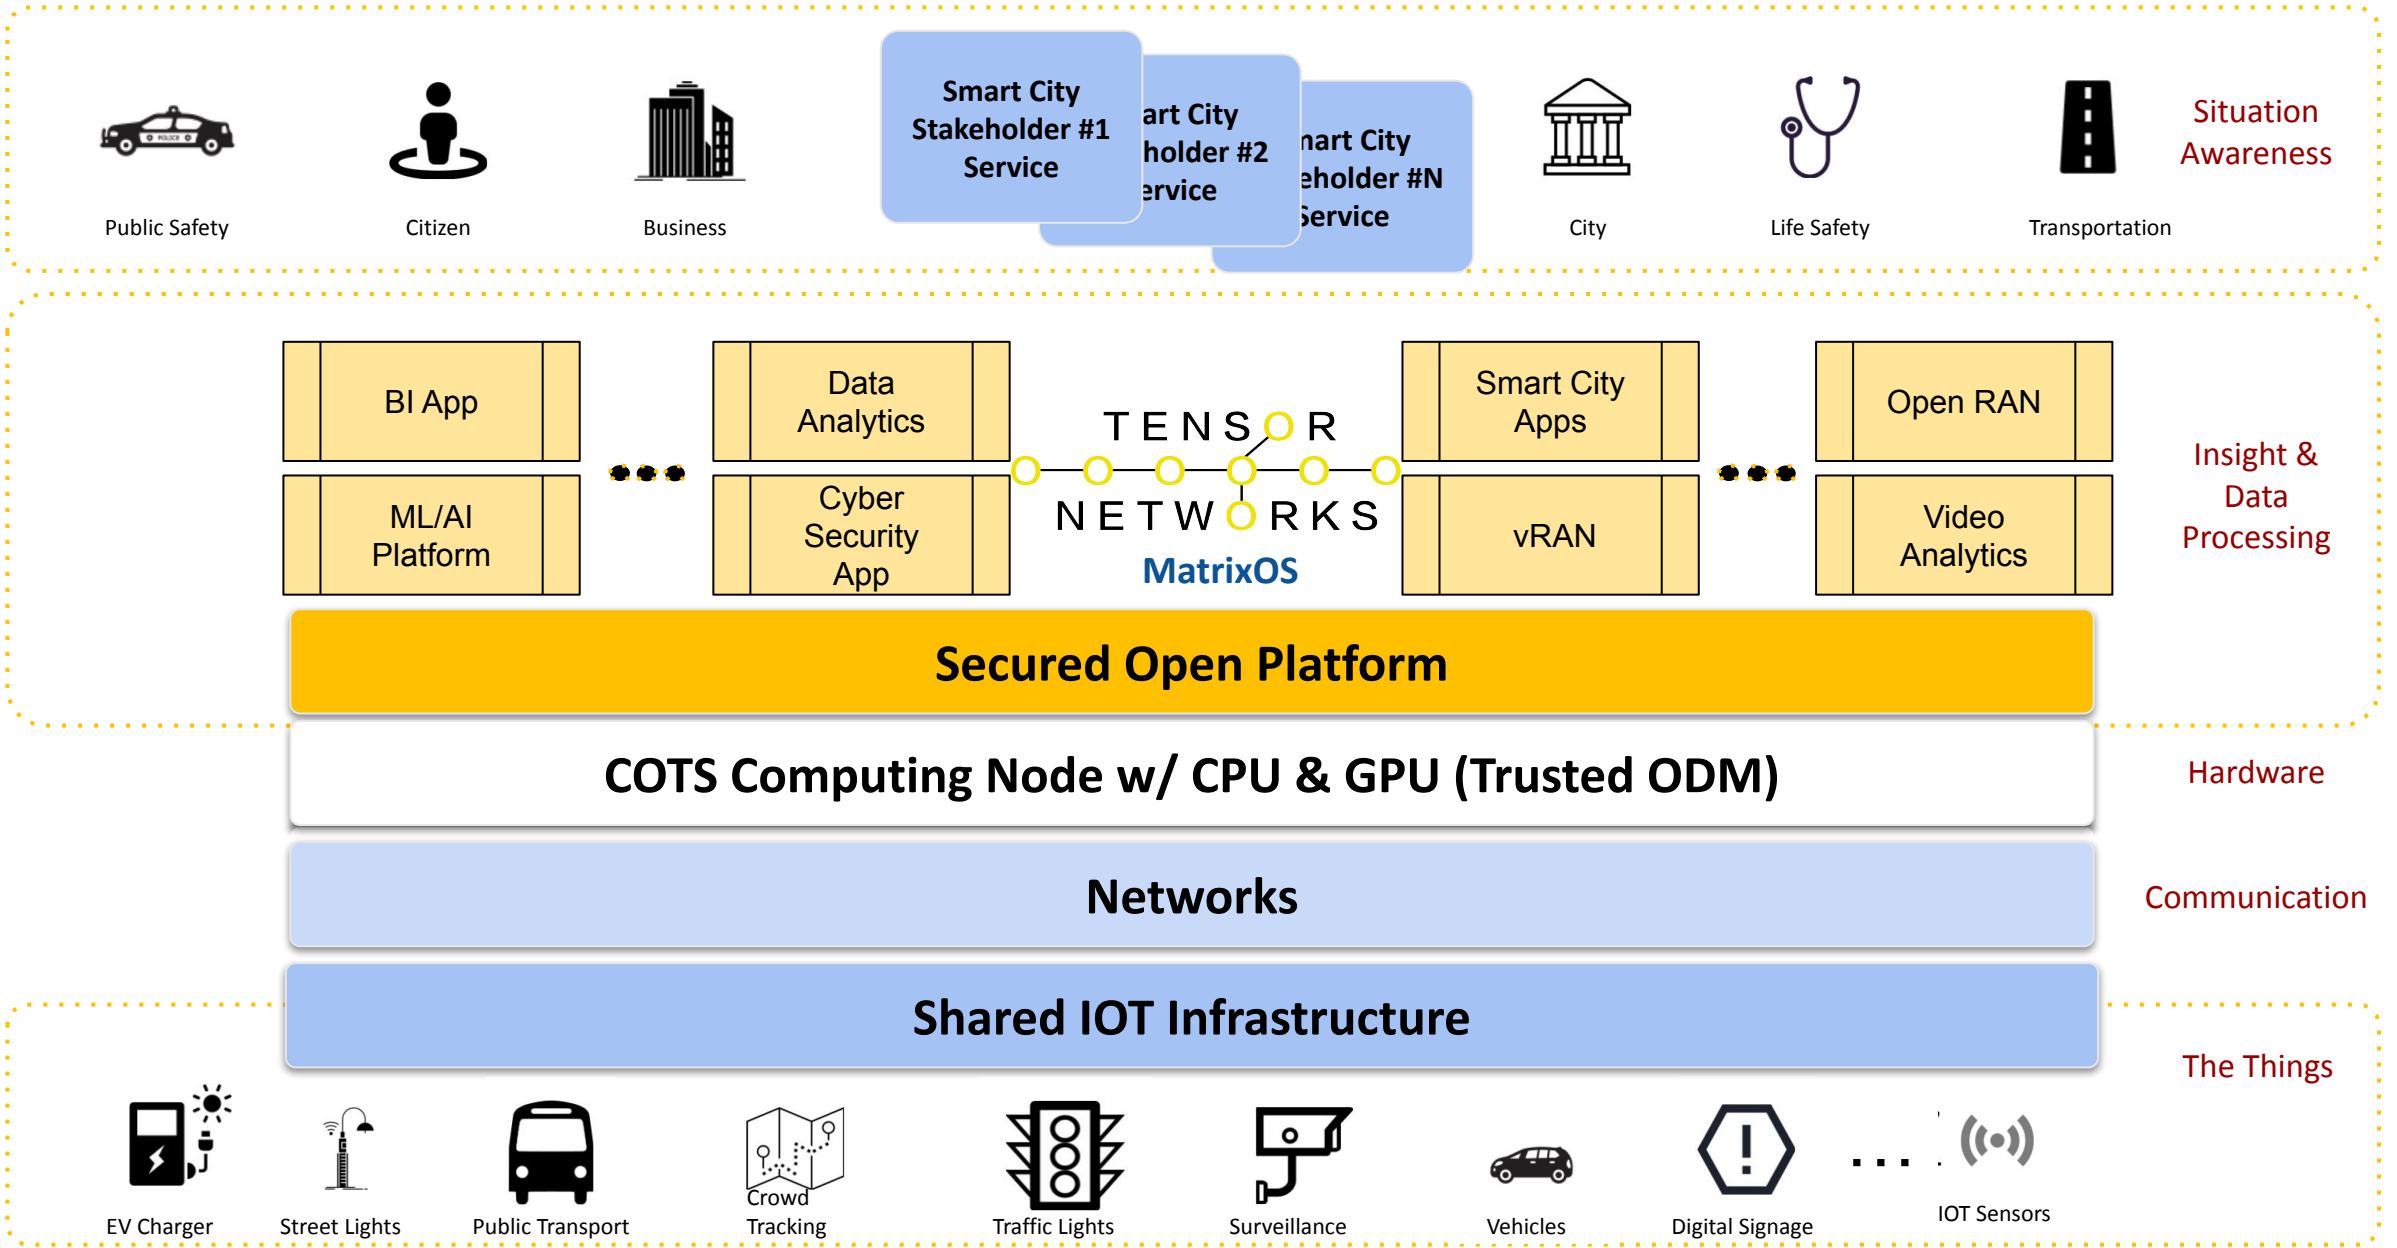 Smart City
Stakeholder #1
Service
art City
holder #2
ervice
mart City
eholder #N
Service
Situation
Awareness
POLICE
Public Safety
Citizen
Business
City
Life Safety
Transportation
BI App
Data
Analytics
Smart City
Apps
Open RAN
TENSOR
NETWORKS
MatrixOS
ML/AI
Platform
Cyber
Security
App
vRAN
Video
Analytics
Insight &
Data
Processing
Secured Open Platform
COTS Computing Node w/ CPU & GPU (Trusted ODM)
Hardware
Networks
Communication
Shared IOT Infrastructure
The Things
EV Charger
Street Lights
Public Transport
Crowd
Tracking
Traffic Lights
Surveillance
Vehicles
!
Digital Signage
...
IOT Sensors